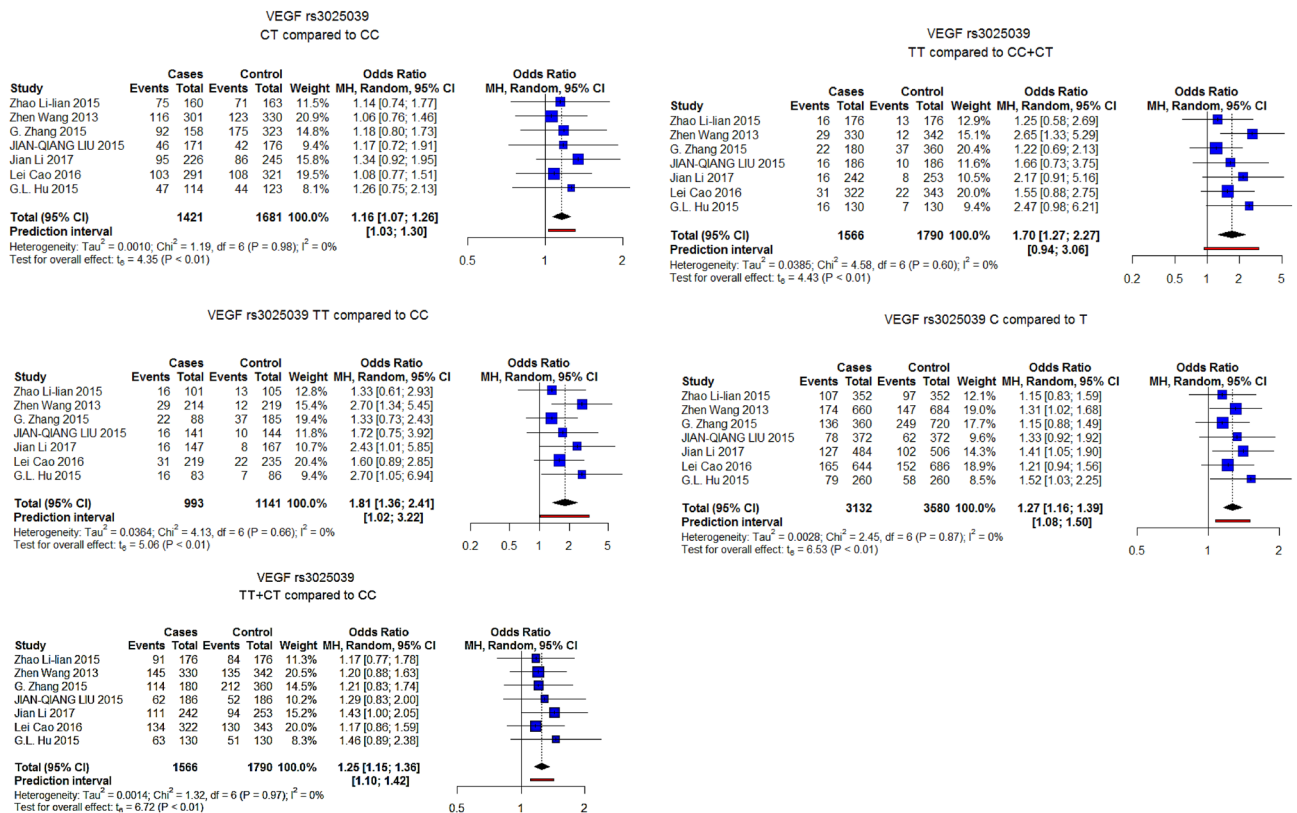 VEGF rs3025039
CT compared to CC
Cases Control Odds Ratio Odds Ratio
Study Events Total Events Total Weight MH, Random, 95% CI MH, Random, 95% CI
Zhao Li-lian 2015 75 160 71 163 11.5% 1.14 [0.74; 1.77]
Zhen Wang 2013 116 301 123 330 20.9% 1.06 [0.76; 1.46]
G. Zhang 2015 92 158 175 323 14.8% 1.18 [0.80; 1.73]
JIAN-QIANG LIU 2015 46 171 42 176 9.4% 1.17 [0.72; 1.91]
Jian Li 2017 95 226 86 245 15.8% 1.34 [0.92; 1.95]
Lei Cao 2016 103 291 108 321 19.4% 1.08 [0.77; 1.51]
G.L. Hu 2015 47 114 44 123 8.1% 1.26 [0.75; 2.13]
Total (95% CI) 1421 1681 100.0% 1.16 [1.07; 1.26]
Prediction interval [1.03; 1.30]
Heterogeneity: Tau² = 0.0010; Chi² = 1.19, df = 6 (P = 0.98); I² = 0%
Test for overall effect: t₆ = 4.35 (P < 0.01)
0.5 1 2
VEGF rs3025039
TT compared to CC+CT
Cases Control Odds Ratio Odds Ratio
Study Events Total Events Total Weight MH, Random, 95% CI MH, Random, 95% CI
Zhao Li-lian 2015 16 176 13 176 12.9% 1.25 [0.58; 2.69]
Zhen Wang 2013 29 330 12 342 15.1% 2.65 [1.33; 5.29]
G. Zhang 2015 22 180 37 360 20.4% 1.22 [0.69; 2.13]
JIAN-QIANG LIU 2015 16 186 10 186 11.5% 1.66 [0.73; 3.75]
Jian Li 2017 16 242 8 253 10.3% 2.17 [0.91; 5.16]
Lei Cao 2016 31 322 22 343 20.0% 1.55 [0.88; 2.75]
G.L. Hu 2015 16 130 7 130 9.4% 2.47 [0.98; 6.21]
Total (95% CI) 1566 1790 100.0% 1.70 [1.27; 2.27]
Prediction interval [0.94; 3.06]
Heterogeneity: Tau² = 0.0385; Chi² = 4.58, df = 6 (P = 0.60); I² = 0%
Test for overall effect: t₆ = 4.43 (P < 0.01)
0.2 0.5 1 2 5
VEGF rs3025039 TT compared to CC
Cases Control Odds Ratio Odds Ratio
Study Events Total Events Total Weight MH, Random, 95% CI MH, Random, 95% CI
Zhao Li-lian 2015 16 101 13 105 12.8% 1.33 [0.61; 2.93]
Zhen Wang 2013 29 214 12 219 15.4% 2.70 [1.34; 5.45]
G. Zhang 2015 22 88 37 185 19.9% 1.33 [0.73; 2.43]
JIAN-QIANG LIU 2015 16 141 10 144 11.8% 1.72 [0.75; 3.92]
Jian Li 2017 16 147 8 167 10.7% 2.43 [1.01; 5.85]
Lei Cao 2016 31 219 22 235 20.4% 1.60 [0.89; 2.85]
G.L. Hu 2015 16 83 7 86 9.1% 2.70 [1.05; 6.94]
Total (95% CI) 993 1141 100.0% 1.81 [1.36; 2.41]
Prediction interval [1.02; 3.22]
Heterogeneity: Tau² = 0.0364; Chi² = 4.13, df = 6 (P = 0.66); I² = 0%
Test for overall effect: t₆ = 5.06 (P < 0.01)
0.2 0.5 1 2 5
VEGF rs3025039 C compared to T
Cases Control Odds Ratio Odds Ratio
Study Events Total Events Total Weight MH, Random, 95% CI MH, Random, 95% CI
Zhao Li-lian 2015 107 352 97 352 12.1% 1.15 [0.83; 1.59]
Zhen Wang 2013 174 660 147 684 19.0% 1.31 [1.02; 1.68]
G. Zhang 2015 136 360 249 720 17.7% 1.15 [0.88; 1.49]
JIAN-QIANG LIU 2015 78 372 62 372 9.6% 1.33 [0.92; 1.92]
Jian Li 2017 127 484 102 506 14.3% 1.41 [1.05; 1.90]
Lei Cao 2016 165 644 152 686 18.9% 1.21 [0.94; 1.56]
G.L. Hu 2015 79 260 58 260 8.5% 1.52 [1.03; 2.25]
Total (95% CI) 3132 3580 100.0% 1.27 [1.16; 1.39]
Prediction interval [1.08; 1.50]
Heterogeneity: Tau² = 0.0028; Chi² = 2.45, df = 6 (P = 0.87); I² = 0%
Test for overall effect: t₆ = 6.53 (P < 0.01)
0.5 1 2
VEGF rs3025039
TT+CT compared to CC
Cases Control Odds Ratio Odds Ratio
Study Events Total Events Total Weight MH, Random, 95% CI MH, Random, 95% CI
Zhao Li-lian 2015 91 176 84 176 11.3% 1.17 [0.77; 1.78]
Zhen Wang 2013 145 330 135 342 20.5% 1.20 [0.88; 1.63]
G. Zhang 2015 114 180 212 360 14.5% 1.21 [0.83; 1.74]
JIAN-QIANG LIU 2015 62 186 52 186 10.2% 1.29 [0.83; 2.00]
Jian Li 2017 111 242 94 253 15.2% 1.43 [1.00; 2.05]
Lei Cao 2016 134 322 130 343 20.0% 1.17 [0.86; 1.59]
G.L. Hu 2015 63 130 51 130 8.3% 1.46 [0.89; 2.38]
Total (95% CI) 1566 1790 100.0% 1.25 [1.15; 1.36]
Prediction interval [1.10; 1.42]
Heterogeneity: Tau² = 0.0014; Chi² = 1.32, df = 6 (P = 0.97); I² = 0%
Test for overall effect: t₆ = 6.72 (P < 0.01)
0.5 1 2